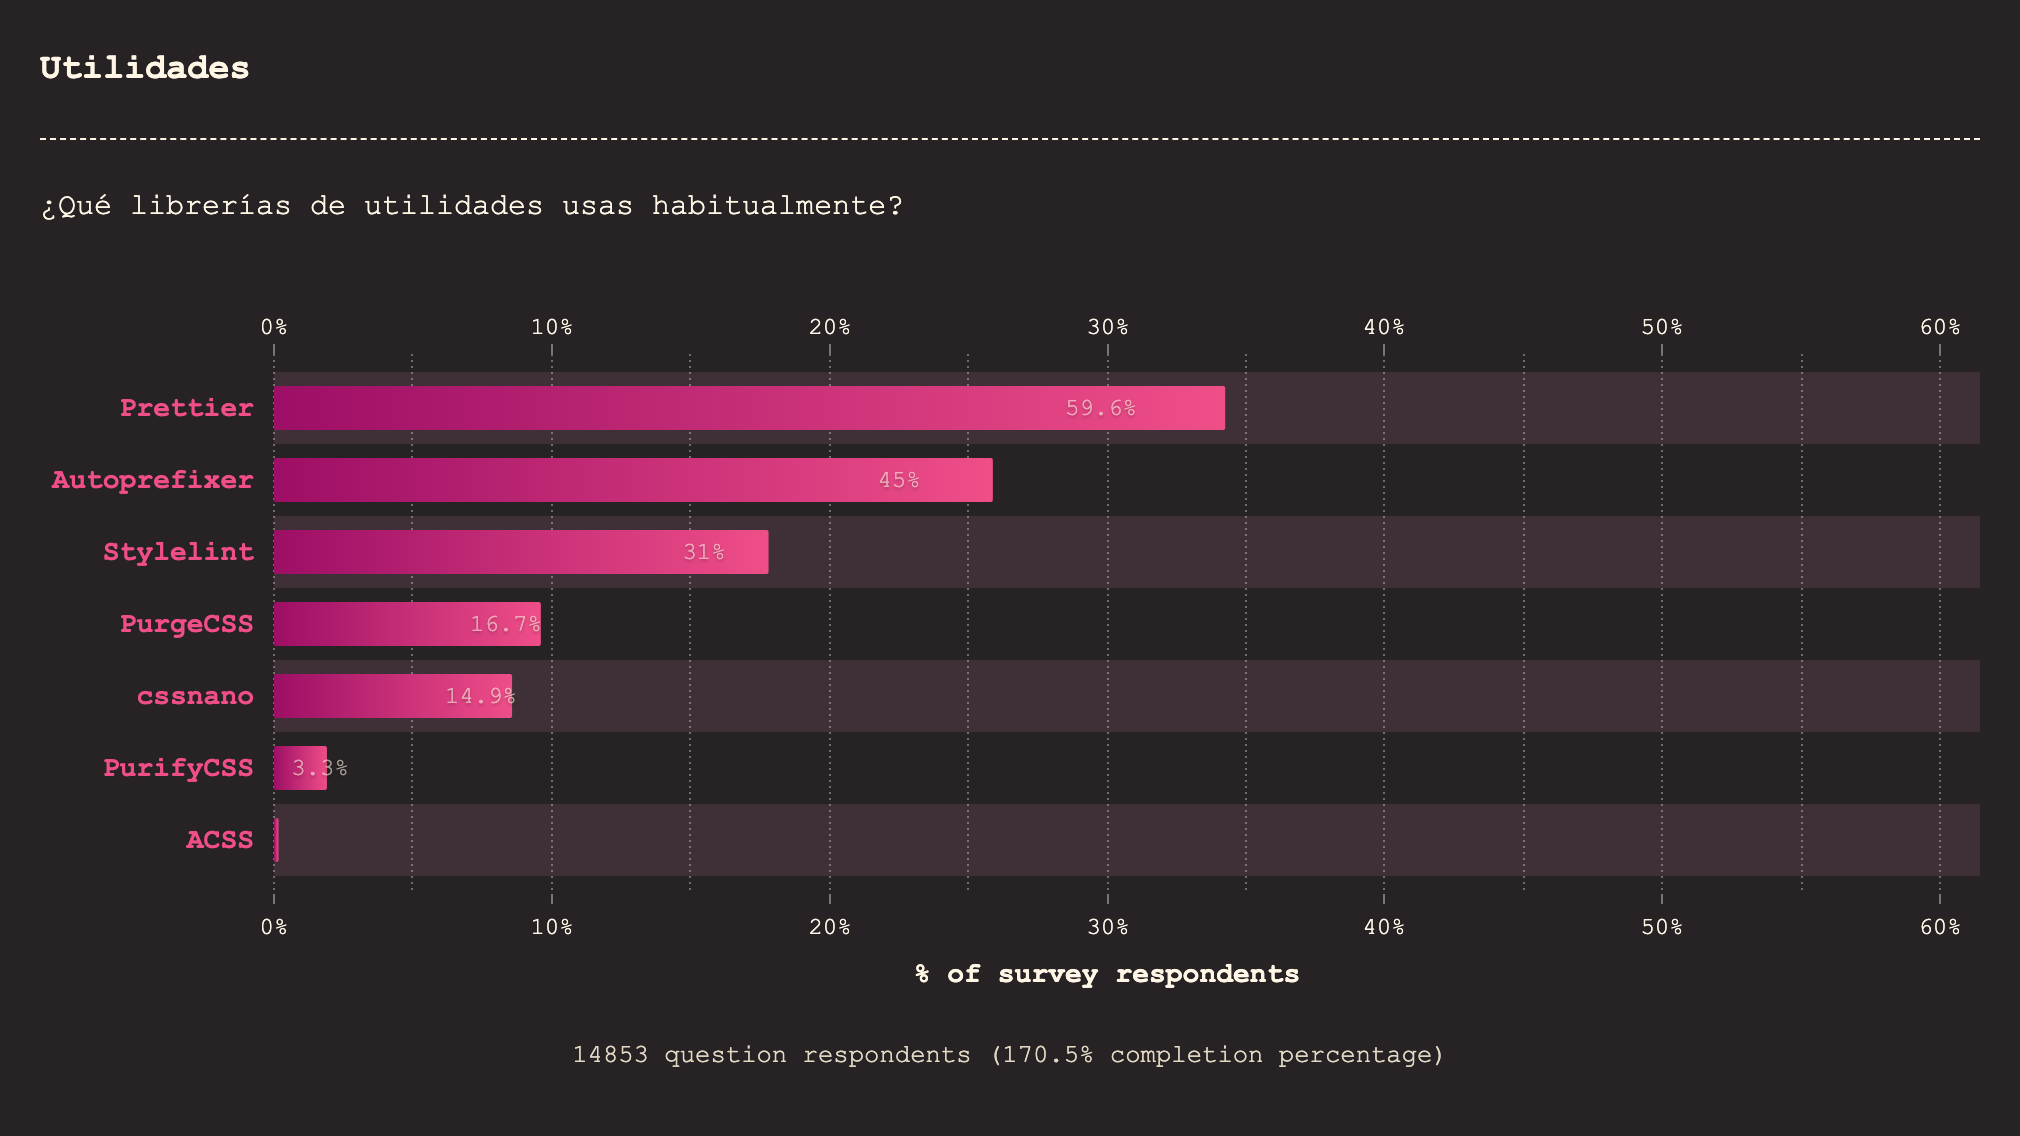 Utilidades
¿Qué librerías de utilidades usas habitualmente?
0% 10% 20% 30% 40% 50% 60%
Prettier 59.6%
Autoprefixer 45%
Stylelint 31%
PurgeCSS 16.7%
cssnano 14.9%
PurifyCSS 3.3%
ACSS
0% 10% 20% 30% 40% 50% 60%
% of survey respondents
14853 question respondents (170.5% completion percentage)